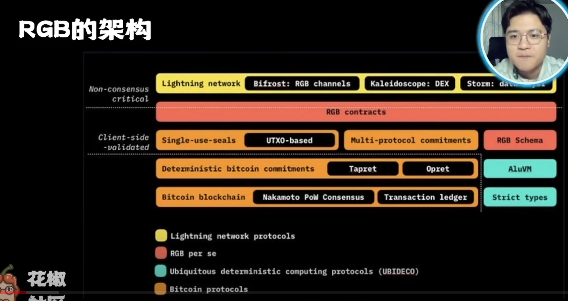 RGB的架构
Lightning network Bifrost: RGB channels Kaleidoscope: DEX Storm:
Non-consensus
critical
RGB contracts
Client-side
validated
Single-use-seals UTXO-based Multi-protocol commitments RGB Schema
Deterministic bitcoin commitments Tapret Opret AluVM
Bitcoin blockchain Nakamoto PoW Consensus Transaction ledger Strict types
Lightning network protocols
RGB per se
Ubiquitous deterministic computing protocols (UBIDECO)
Bitcoin protocols
花椒
社区